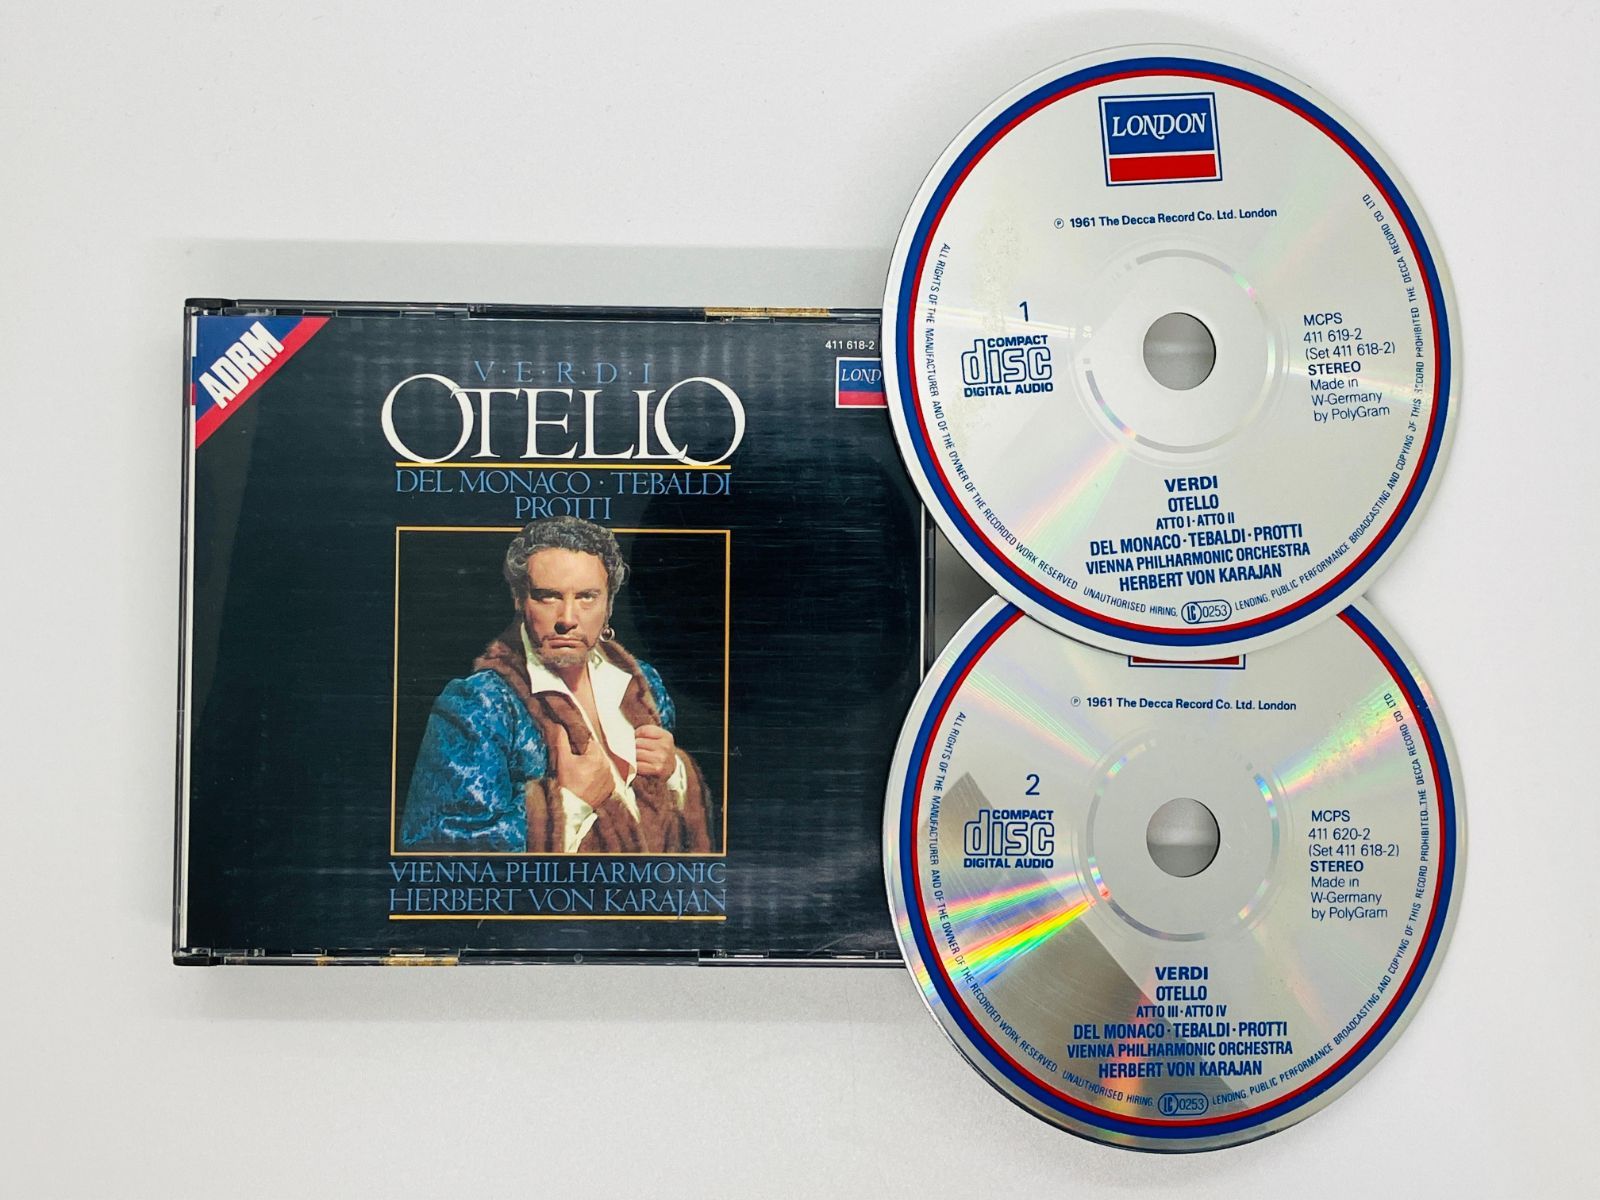 ADRM
411 618-2
LOND
V·E·R·D·I
OTELLO
DEL MONACO · TEBALDI
PROTTI
VIENNA PHILHARMONIC
HERBERT VON KARAJAN
LONDON
℗ 1961 The Decca Record Co. Ltd. London
1
COMPACT
disc
DIGITAL AUDIO
MCPS
411 619-2
(Set 411 618-2)
STEREO
Made in
W-Germany
by PolyGram
VERDI
OTELLO
ATTO I · ATTO II
DEL MONACO · TEBALDI · PROTTI
VIENNA PHILHARMONIC ORCHESTRA
HERBERT VON KARAJAN
ALL RIGHTS OF THE MANUFACTURER AND OF THE OWNER OF THE RECORDED WORK RESERVED. UNAUTHORISED HIRING, LC 0253 LENDING, PUBLIC PERFORMANCE BROADCASTING AND COPYING OF THIS RECORD PROHIBITED. THE DECCA RECORD CO. LTD.
℗ 1961 The Decca Record Co. Ltd. London
2
COMPACT
disc
DIGITAL AUDIO
MCPS
411 620-2
(Set 411 618-2)
STEREO
Made in
W-Germany
by PolyGram
VERDI
OTELLO
ATTO III · ATTO IV
DEL MONACO · TEBALDI · PROTTI
VIENNA PHILHARMONIC ORCHESTRA
HERBERT VON KARAJAN
ALL RIGHTS OF THE MANUFACTURER AND OF THE OWNER OF THE RECORDED WORK RESERVED. UNAUTHORISED HIRING, LC 0253 LENDING, PUBLIC PERFORMANCE BROADCASTING AND COPYING OF THIS RECORD PROHIBITED. THE DECCA RECORD CO. LTD.